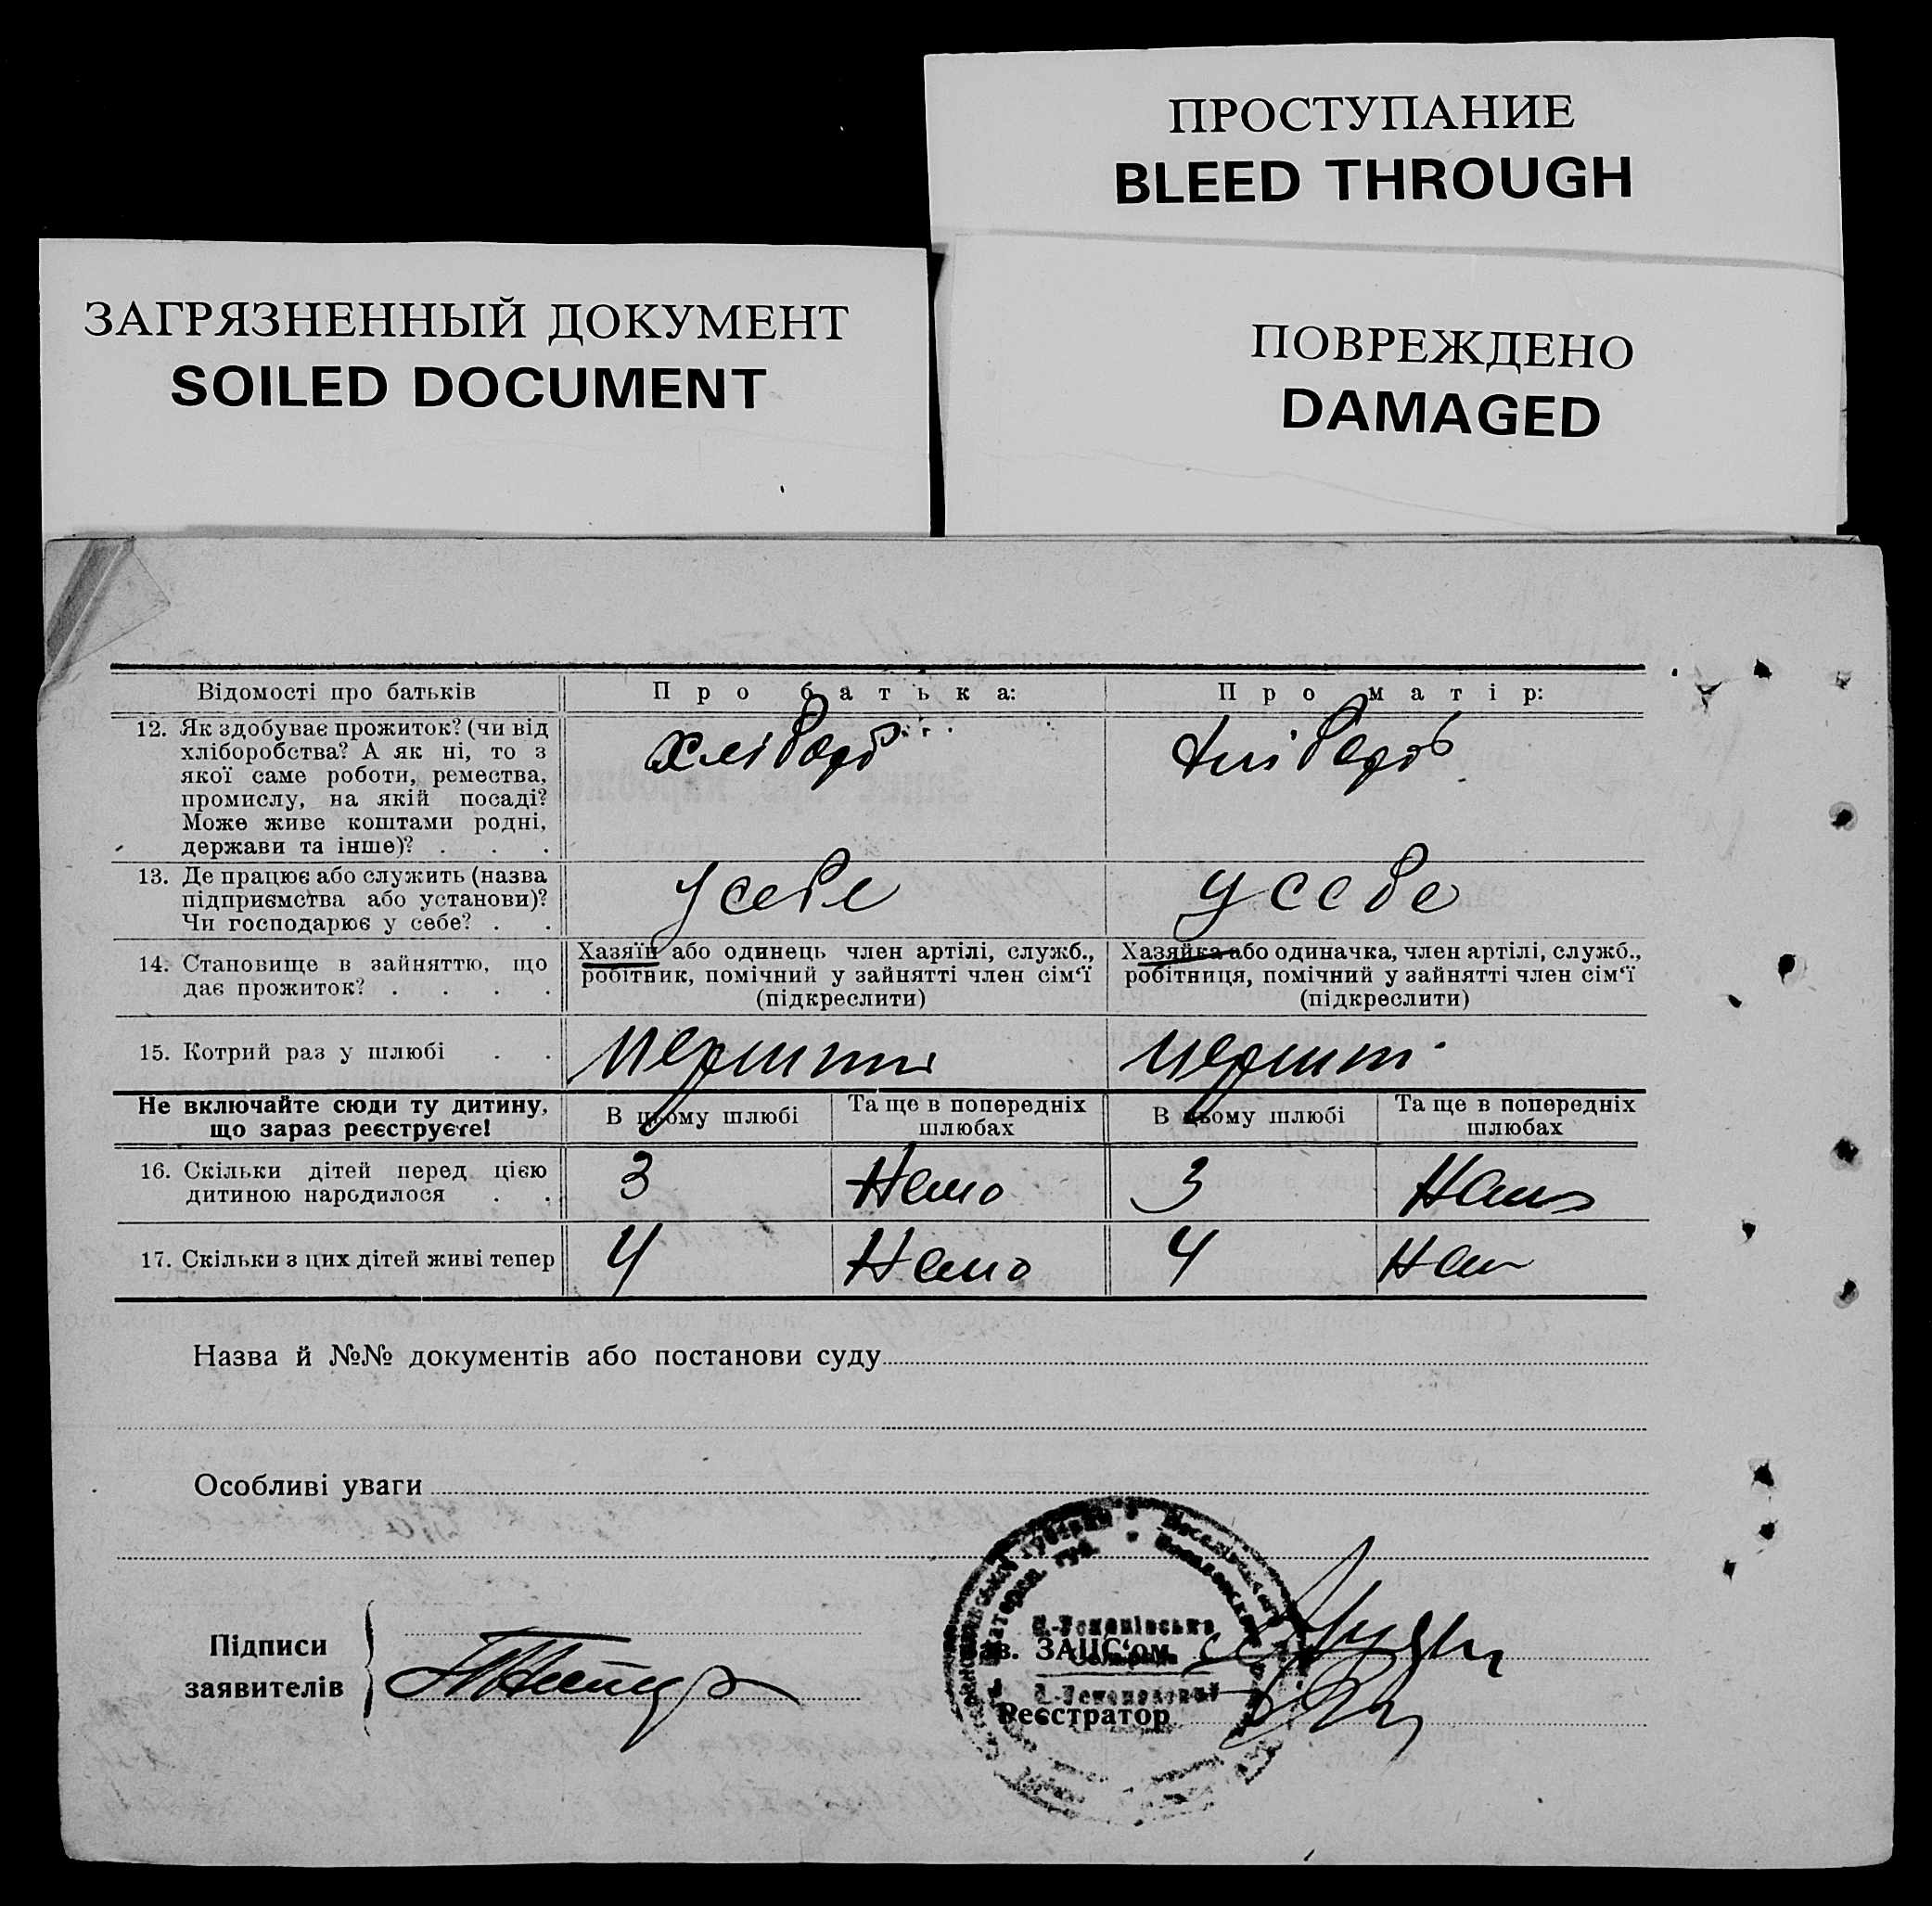 ПРОСТУПАНИЕ
BLEED THROUGH
ЗАГРЯЗНЕННЫЙ ДОКУМЕНТ
SOILED DOCUMENT
ПОВРЕЖДЕНО
DAMAGED
Відомості про батьків
Про батька:
Про матір:
12. Як здобуває прожиток? (чи від
хліборобства? А як ні, то з
якої саме роботи, ремества,
промислу, на якій посаді?
Може живе коштами родні,
держави та інше)? . . .
13. Де працює або служить (назва
підприємства або установи)?
Чи господарює у себе? . .
У себе
У себе
14. Становище в зайняттю, що
дає прожиток? . . . .
Хазяїн або одинець член артілі, служб.,
робітник, помічний у зайнятті член сім‘ї
(підкреслити)
Хазяйка або одиначка, член артілі, служб.,
робітниця, помічний у зайнятті член сім‘ї
(підкреслити)
15. Котрий раз у шлюбі . .
Не включайте сюди ту дитину,
що зараз реєструєте!
В цьому шлюбі
Та ще в попередніх
шлюбах
В цьому шлюбі
Та ще в попередніх
шлюбах
16. Скільки дітей перед цією
дитиною народилося . .
3
Немо
3
17. Скільки з цих дітей живі тепер
4
Немо
4
Назва й №№ документів або постанови суду
Особливі уваги
Підписи
заявителів
Зав. ЗАГС‘ом
Реєстратор